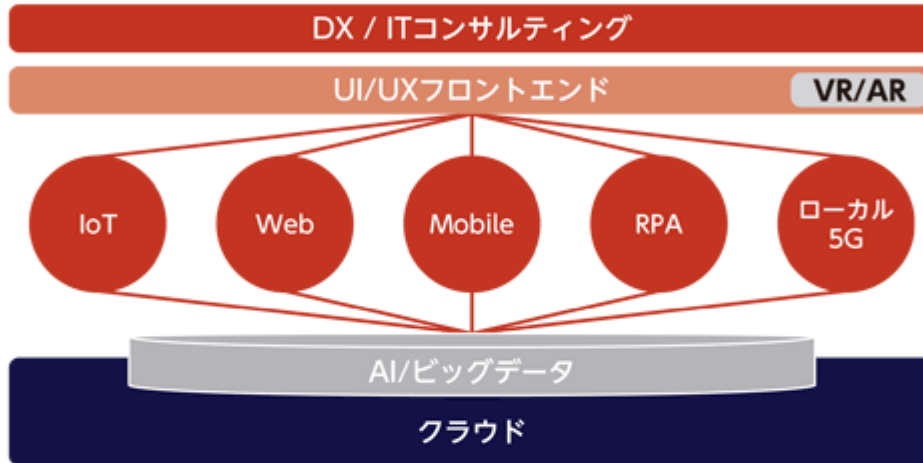 DX / ITコンサルティング
UI/UXフロントエンド
VR/AR
IoT
Web
Mobile
RPA
ローカル
5G
AI/ビッグデータ
クラウド